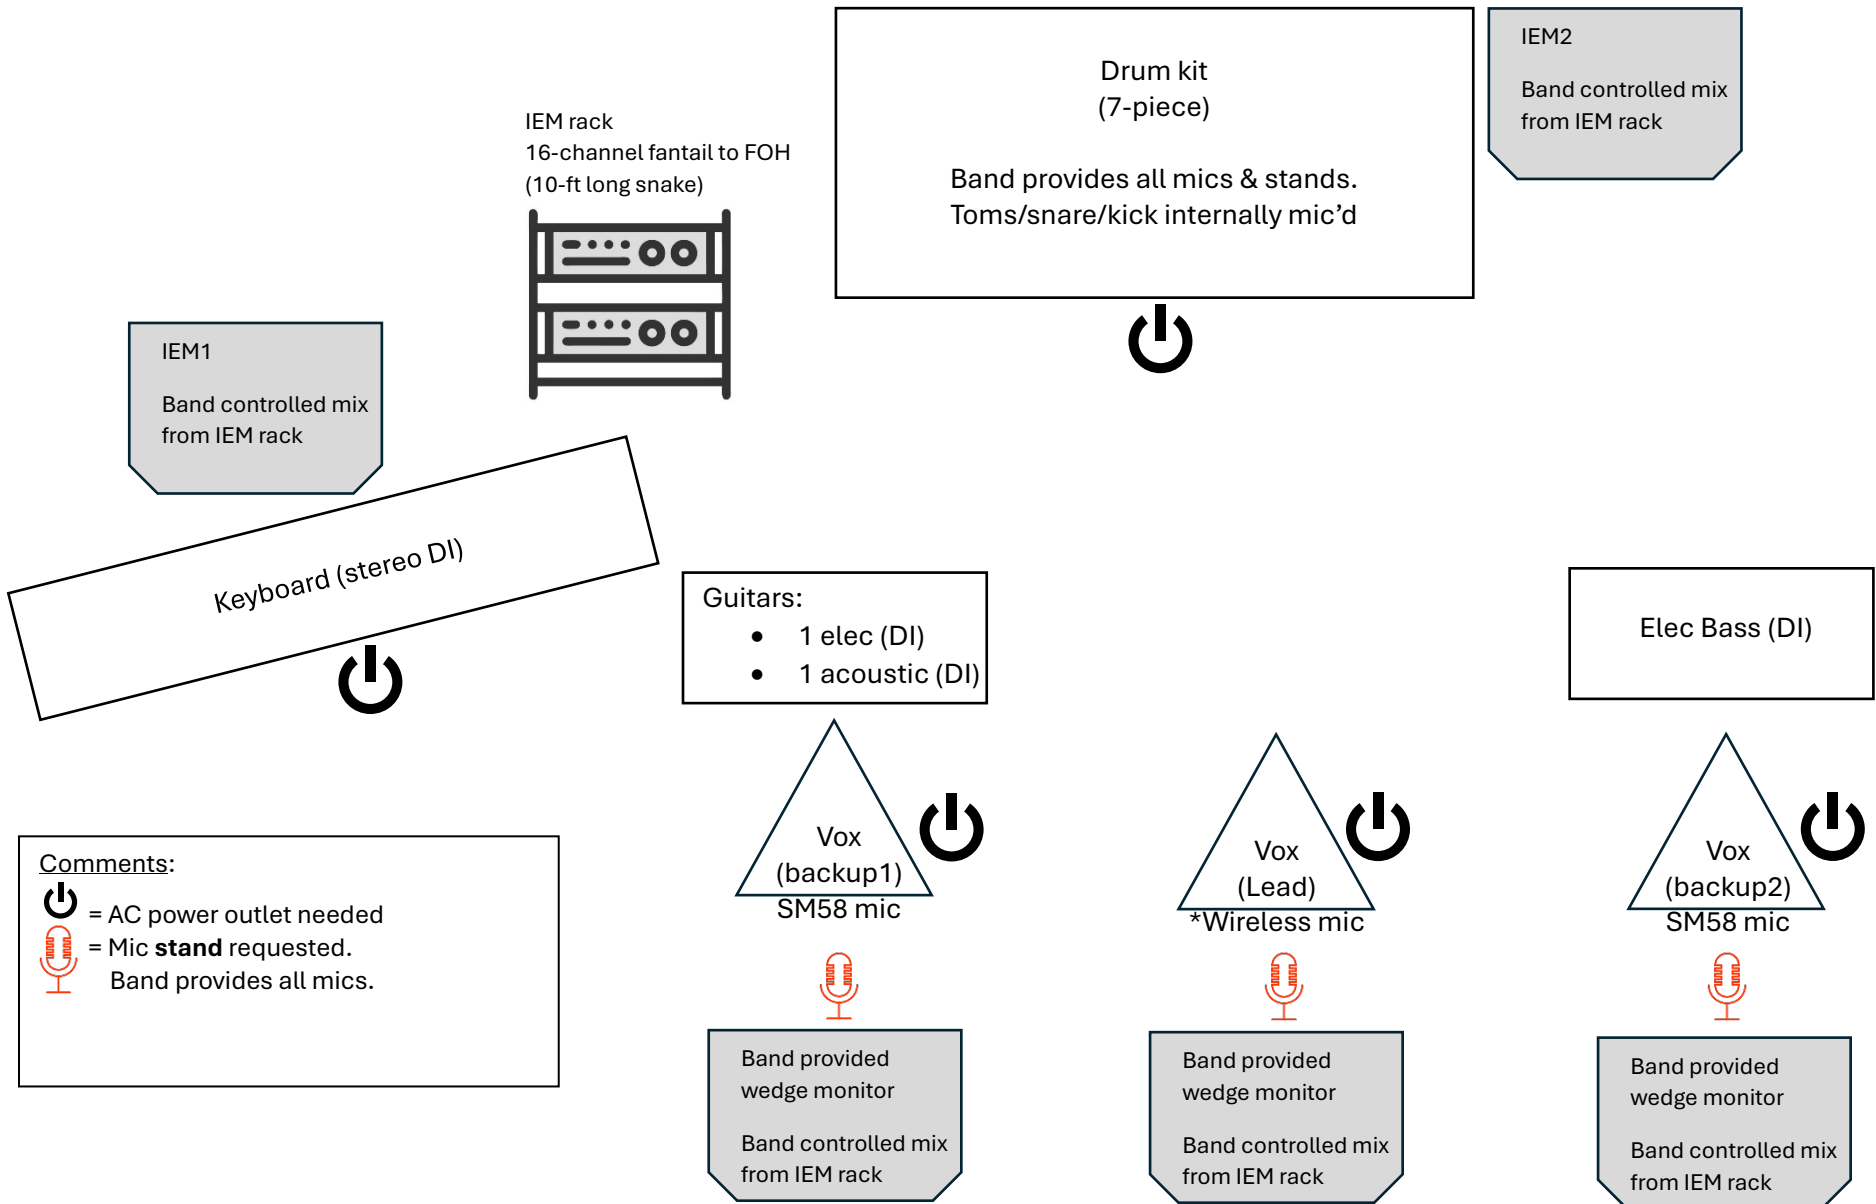 Drum kit
(7-piece)
Band provides all mics & stands.
Toms/snare/kick internally mic’d
IEM2
Band controlled mix
from IEM rack
IEM rack
16-channel fantail to FOH
(10-ft long snake)
IEM1
Band controlled mix
from IEM rack
Keyboard (stereo DI)
Guitars:
• 1 elec (DI)
• 1 acoustic (DI)
Elec Bass (DI)
Vox
(backup1)
SM58 mic
Vox
(Lead)
*Wireless mic
Vox
(backup2)
SM58 mic
Comments:
= AC power outlet needed
= Mic stand requested.
Band provides all mics.
Band provided
wedge monitor
Band controlled mix
from IEM rack
Band provided
wedge monitor
Band controlled mix
from IEM rack
Band provided
wedge monitor
Band controlled mix
from IEM rack